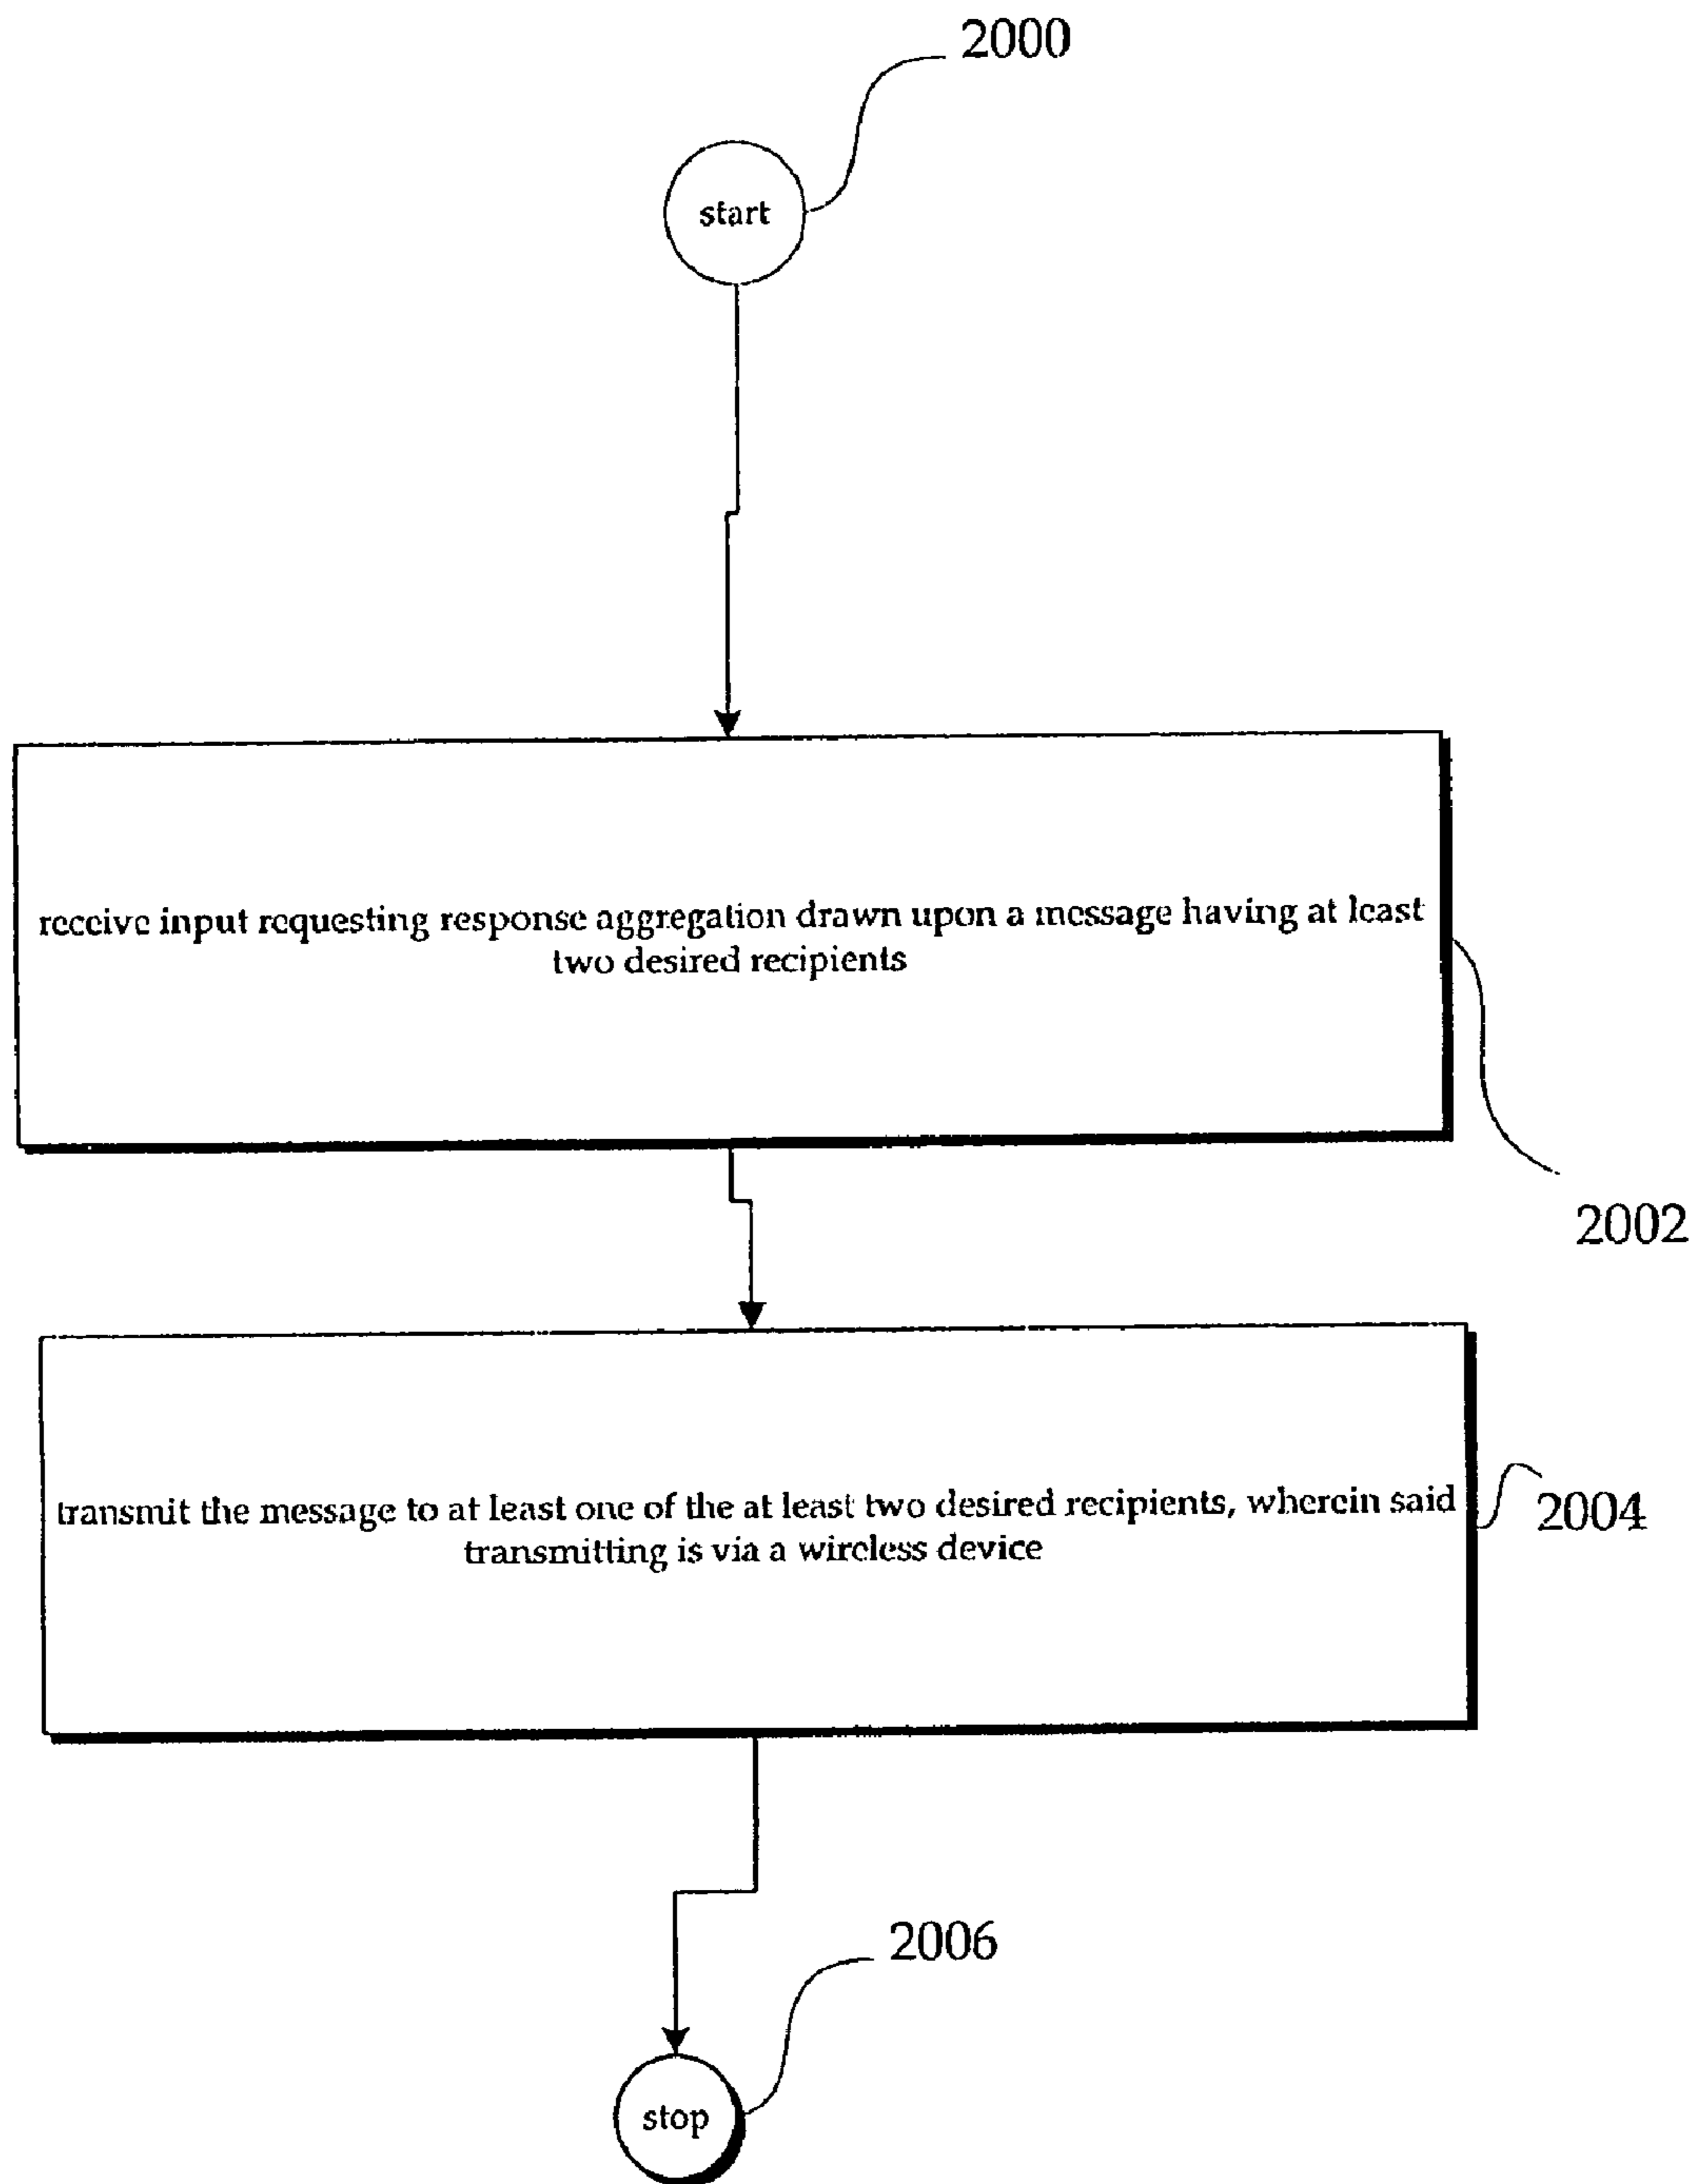 2000
start
receive input requesting response aggregation drawn upon a message having at least
two desired recipients
2002
transmit the message to at least one of the at least two desired recipients, wherein said
transmitting is via a wireless device
2004
2006
stop